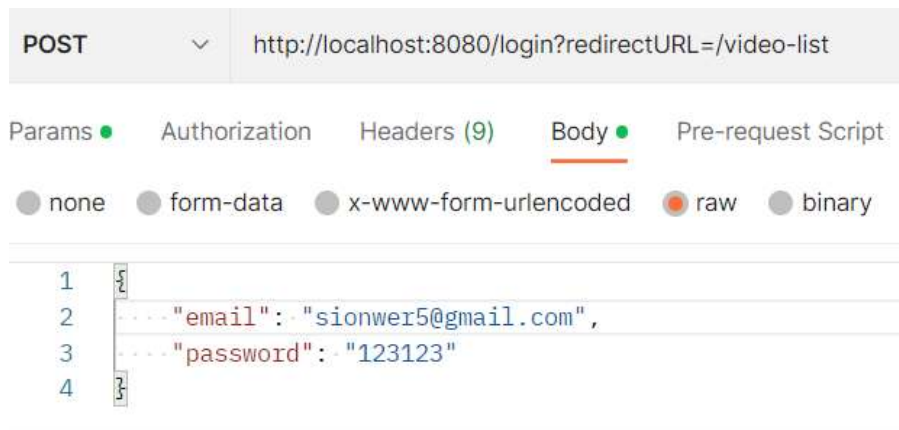 POST http://localhost:8080/login?redirectURL=/video-list
Params Authorization Headers (9) Body Pre-request Script
none form-data x-www-form-urlencoded raw binary
1 {
2 "email": "sionwer5@gmail.com",
3 "password": "123123"
4 }